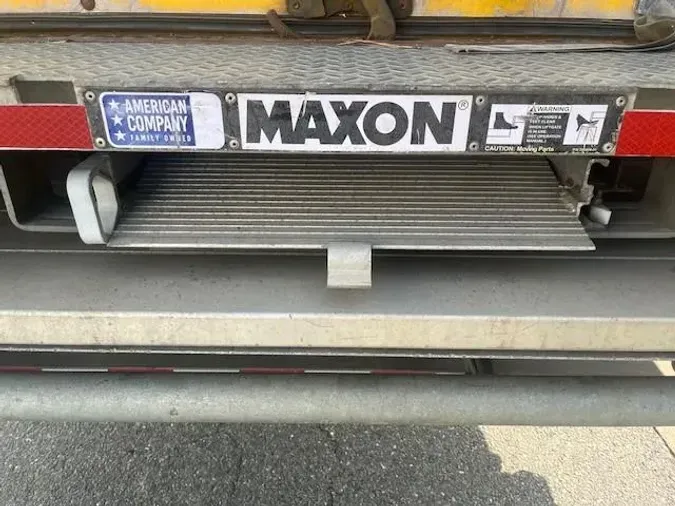 AMERICAN
COMPANY
FAMILY OWNED
MAXON®
WARNING
CAUTION: Moving Parts